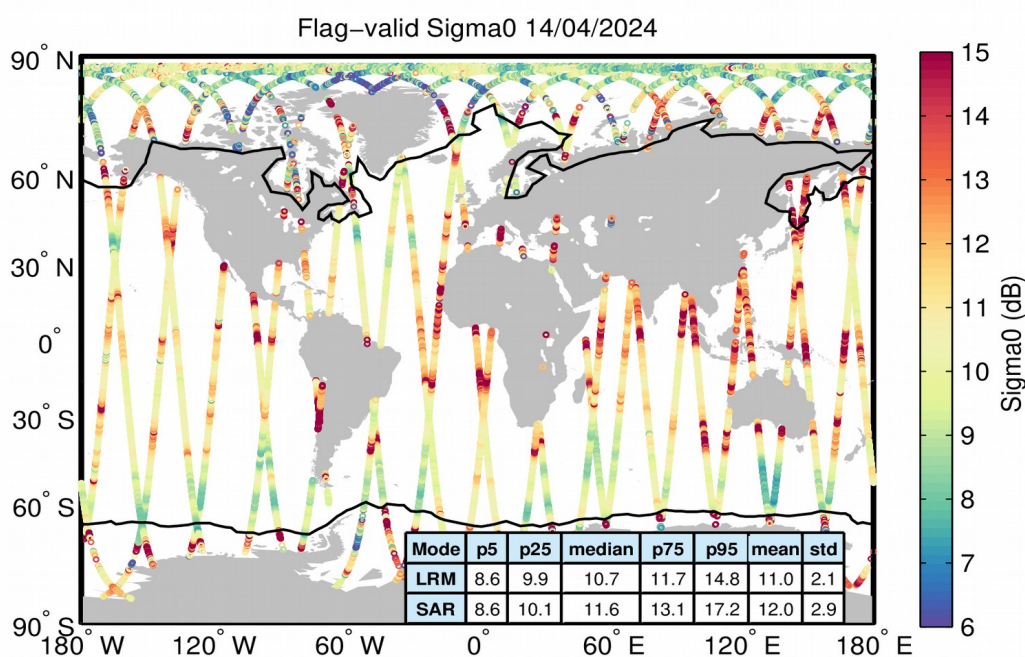 Flag−valid Sigma0 14/04/2024
90° N
60° N
30° N
0°
30° S
60° S
90° S
180° W
120° W
60° W
0°
60° E
120° E
180° E
15
14
13
12
11
10
9
8
7
6
Sigma0 (dB)
Mode p5 p25 median p75 p95 mean std
LRM 8.6 9.9 10.7 11.7 14.8 11.0 2.1
SAR 8.6 10.1 11.6 13.1 17.2 12.0 2.9